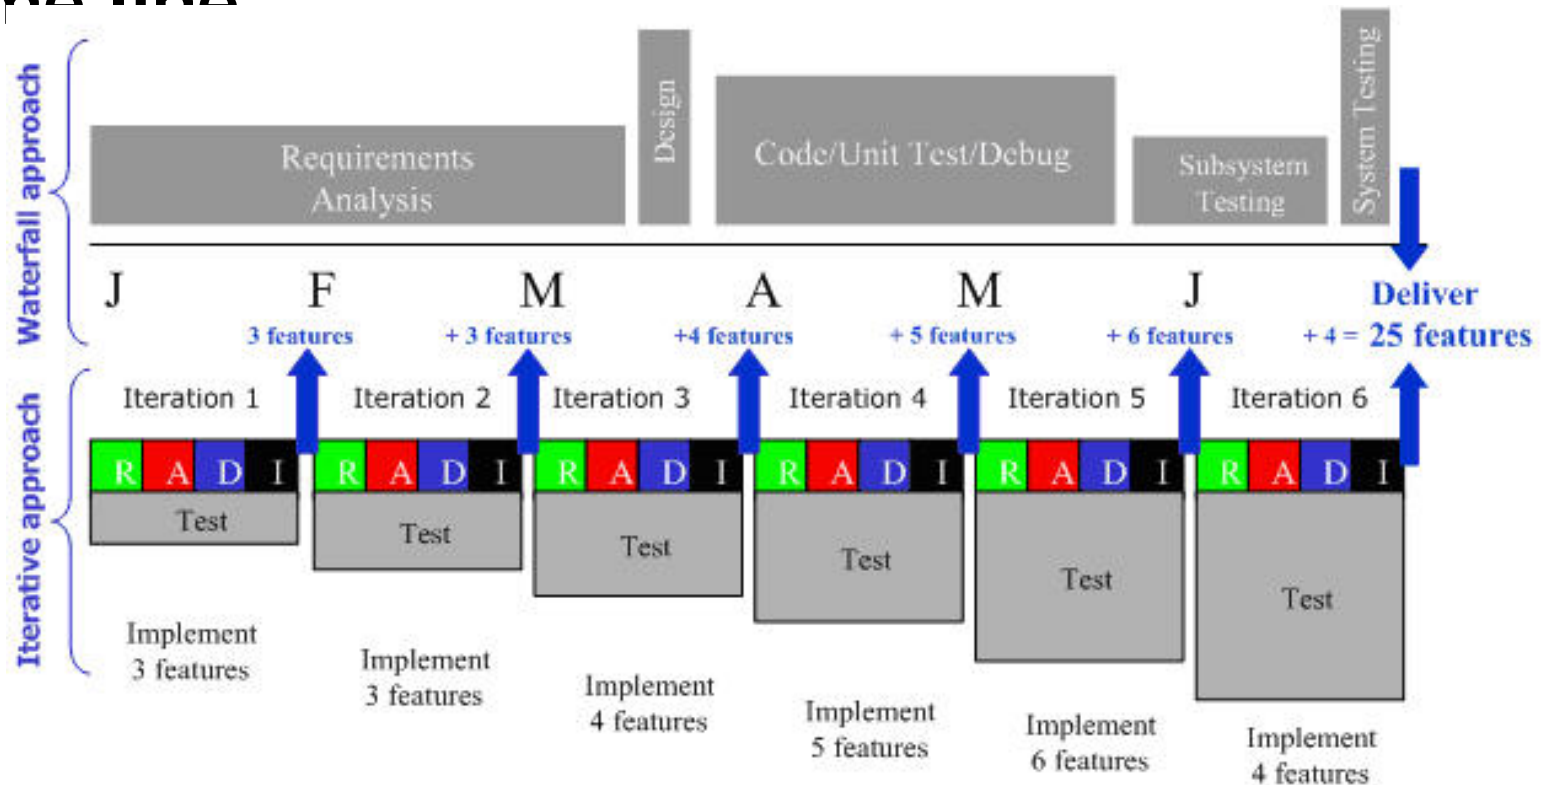 Waterfall approach
Requirements
Analysis
Design
Code/Unit Test/Debug
Subsystem
Testing
System Testing
J F M A M J Deliver
3 features + 3 features +4 features + 5 features + 6 features + 4 = 25 features
Iterative approach
Iteration 1 Iteration 2 Iteration 3 Iteration 4 Iteration 5 Iteration 6
R A D I R A D I R A D I R A D I R A D I R A D I
Test Test Test Test Test Test
Implement
3 features
Implement
3 features
Implement
4 features
Implement
5 features
Implement
6 features
Implement
4 features